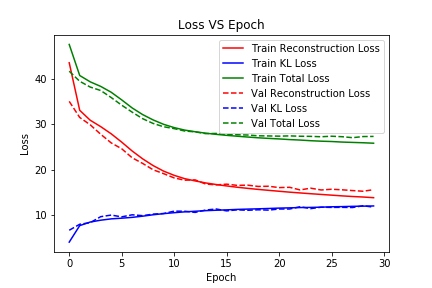 Loss VS Epoch
Train Reconstruction Loss
Train KL Loss
Train Total Loss
Val Reconstruction Loss
Val KL Loss
Val Total Loss
40
30
20
10
Loss
0 5 10 15 20 25 30
Epoch